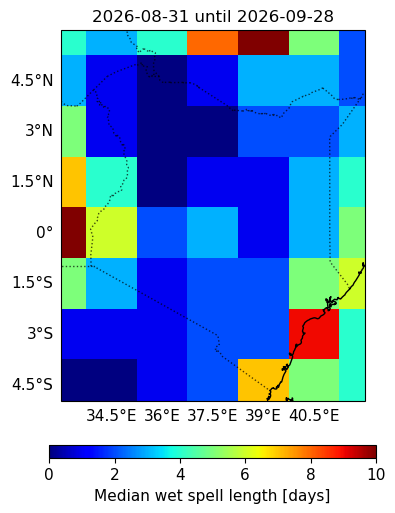 2026-08-31 until 2026-09-28
4.5°N
3°N
1.5°N
0°
1.5°S
3°S
4.5°S
34.5°E 36°E 37.5°E 39°E 40.5°E
0 2 4 6 8 10
Median wet spell length [days]